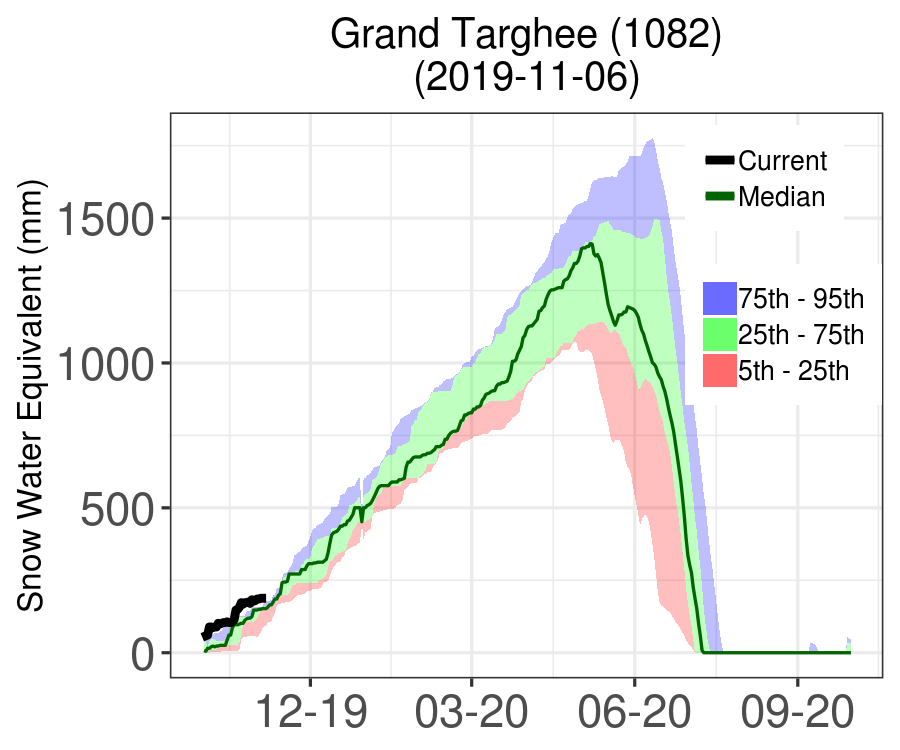 Grand Targhee (1082)
(2019-11-06)
Snow Water Equivalent (mm)
1500
1000
500
0
12-19
03-20
06-20
09-20
Current
Median
75th - 95th
25th - 75th
5th - 25th